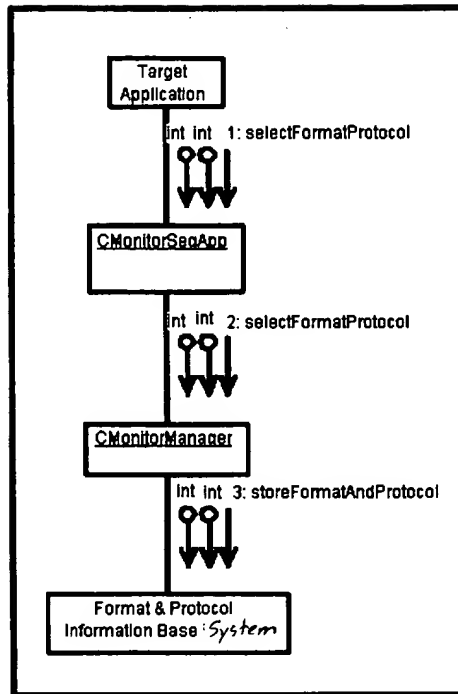 Target
Application
int int 1: selectFormatProtocol
CMonitorSeqApp
int int 2: selectFormatProtocol
CMonitorManager
int int 3: storeFormatAndProtocol
Format & Protocol
Information Base : System